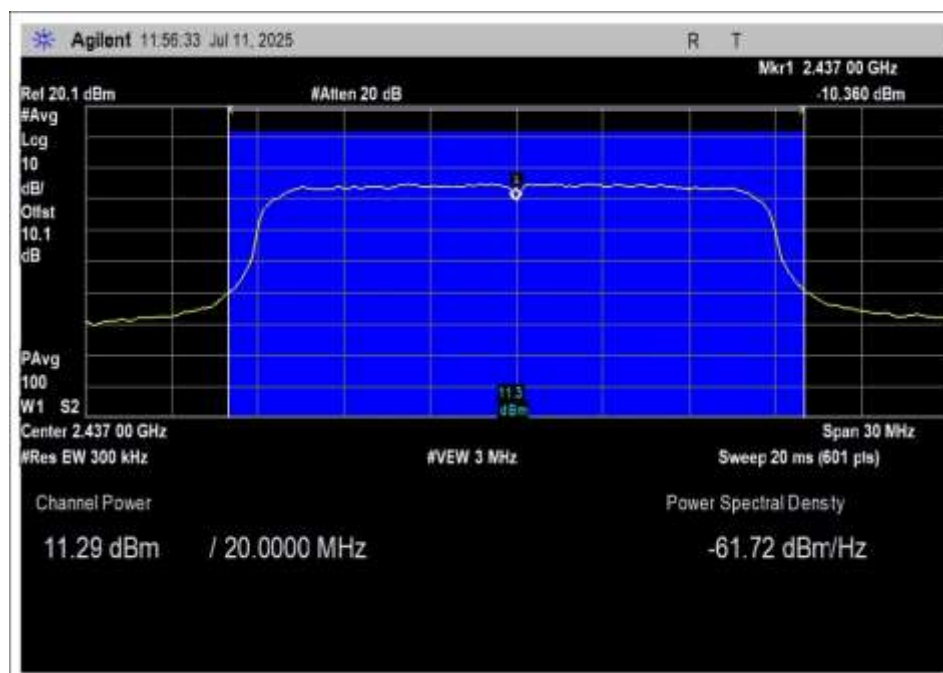 Agilent 11:56:33 Jul 11, 2025 R T
Mkr1 2.437 00 GHz
Ref 20.1 dBm #Atten 20 dB -10.360 dBm
#Avg
Log
10
dB/
Offst
10.1
dB
PAvg
100
11.3
dBm
W1 S2
Center 2.437 00 GHz Span 30 MHz
#Res BW 300 kHz #VBW 3 MHz Sweep 20 ms (601 pts)
Channel Power Power Spectral Density
11.29 dBm / 20.0000 MHz -61.72 dBm/Hz